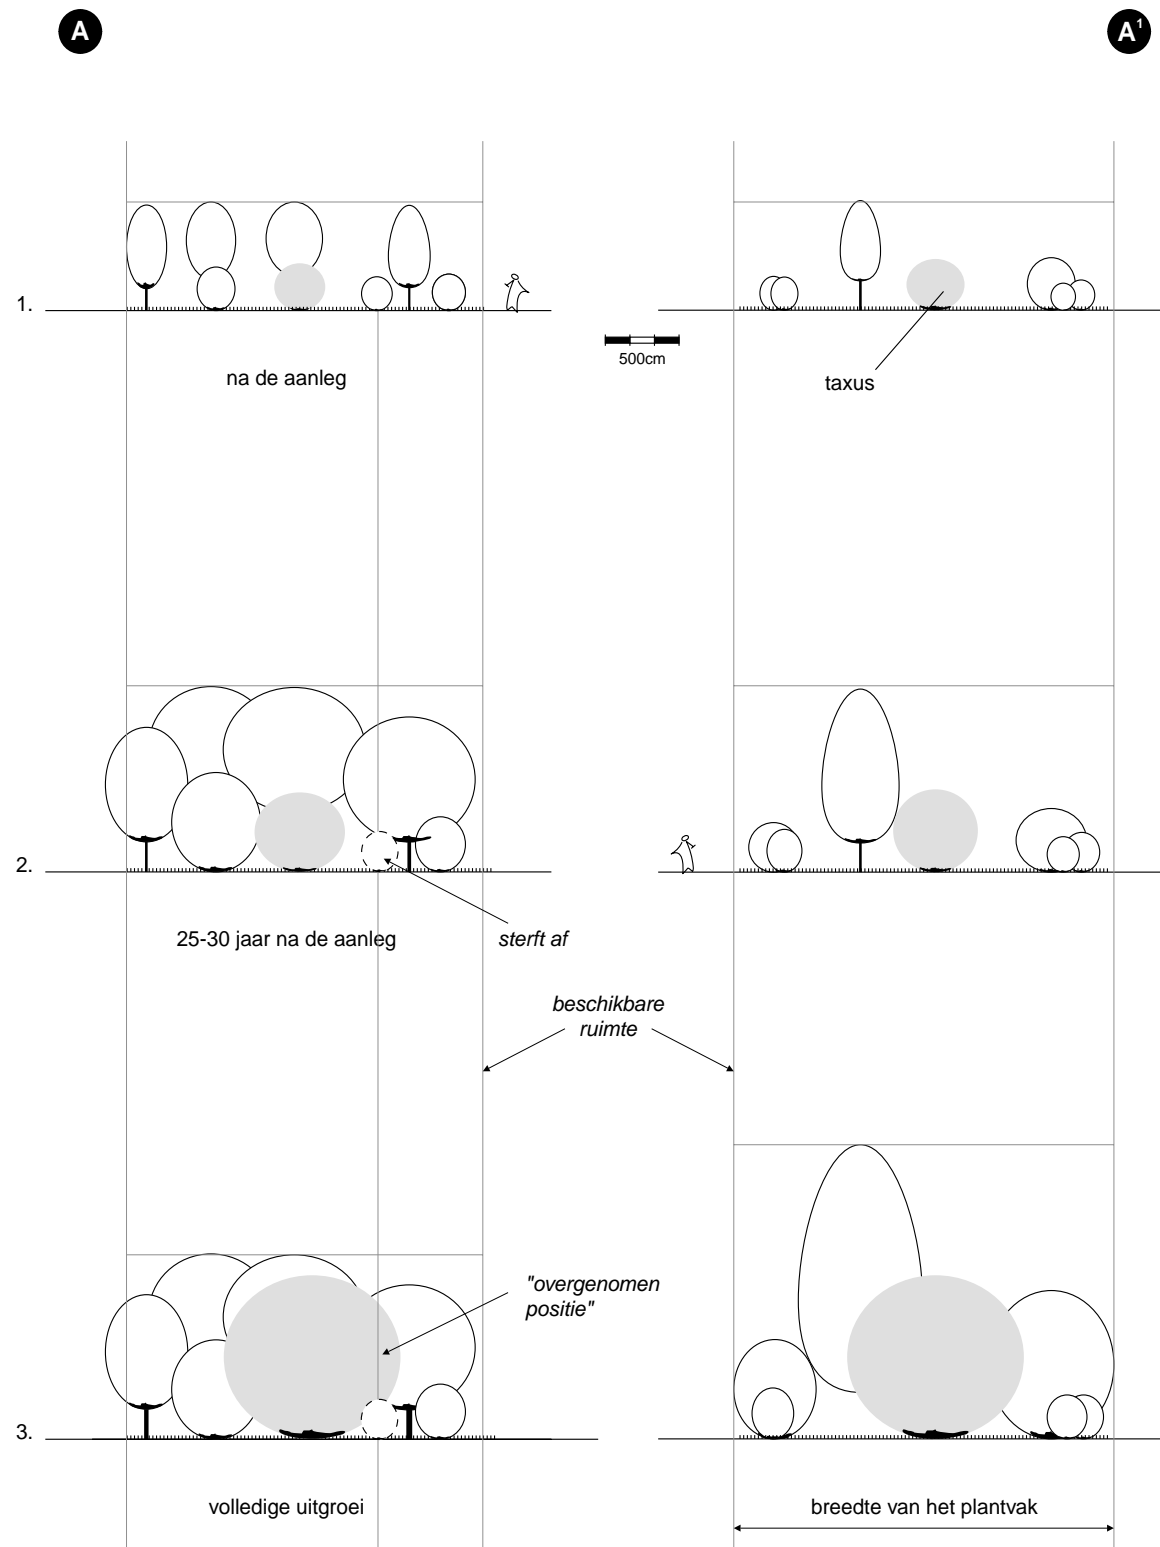 A
A¹
1.
500cm
na de aanleg
taxus
2.
25-30 jaar na de aanleg
sterft af
beschikbare
ruimte
"overgenomen
positie"
3.
volledige uitgroei
breedte van het plantvak